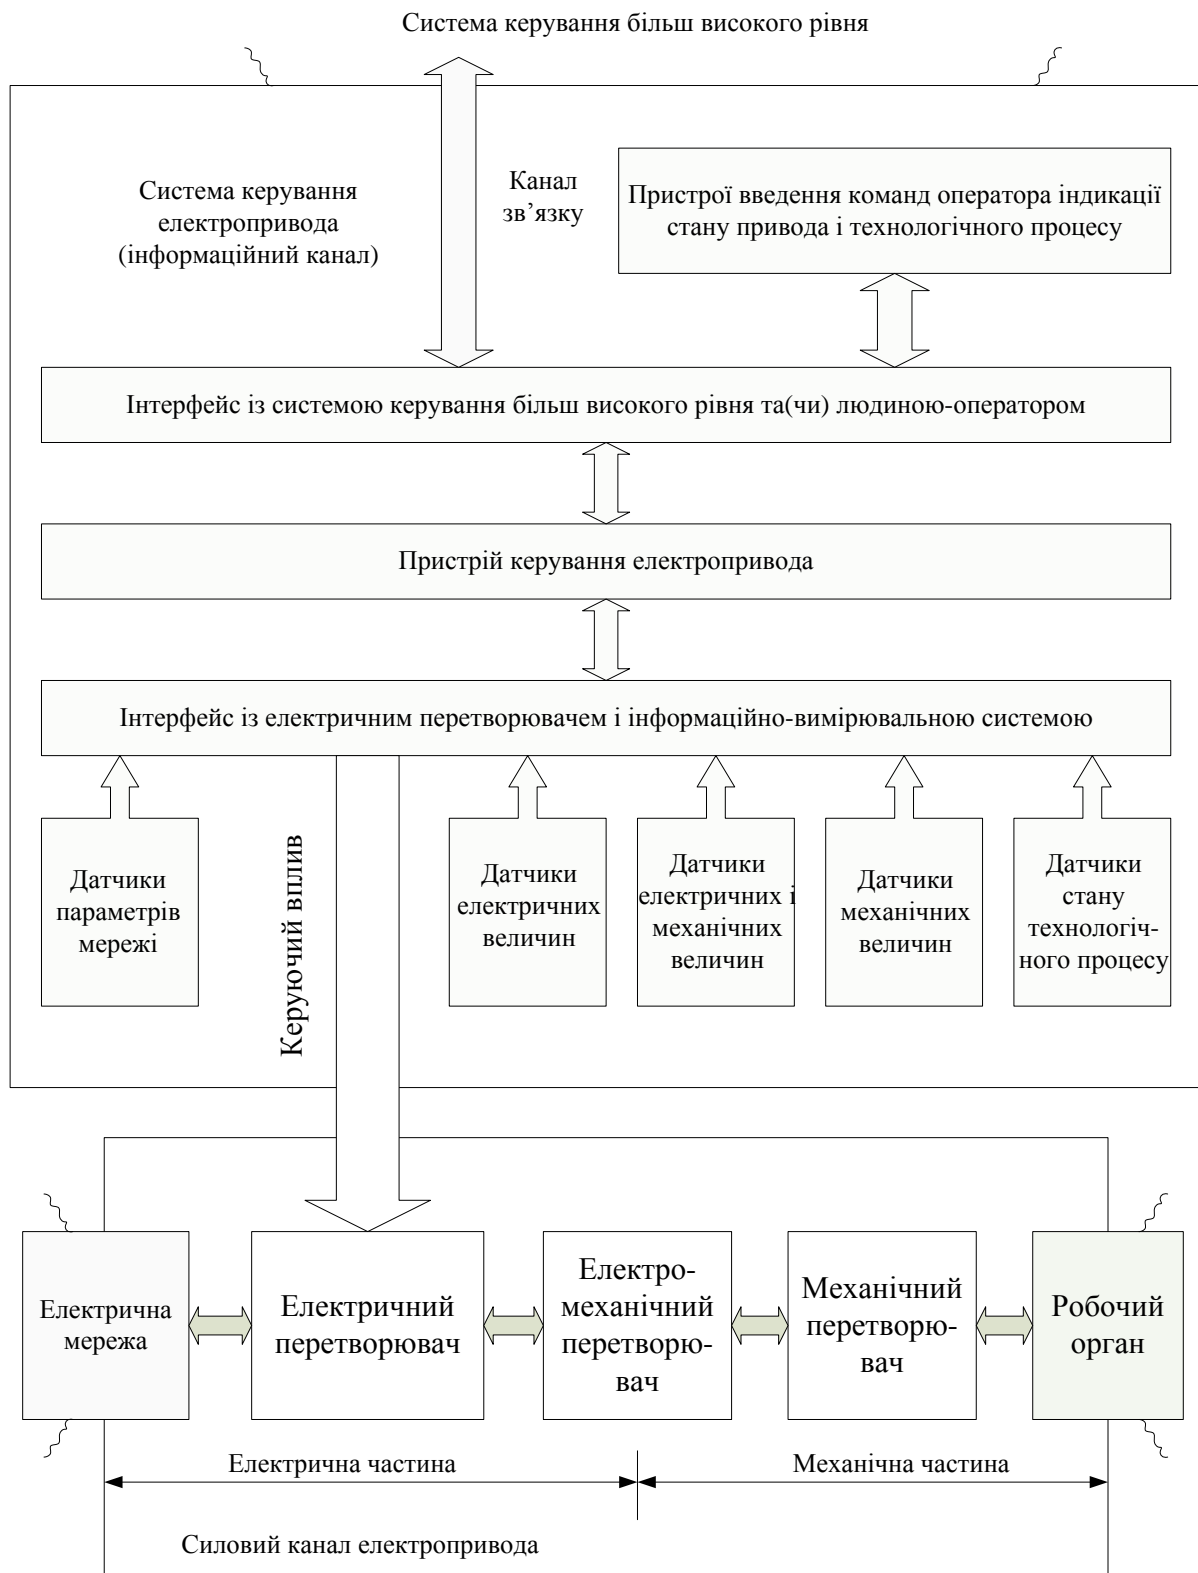 Система керування більш високого рівня
Система керування
електропривода
(інформаційний канал)
Канал
зв’язку
Пристрої введення команд оператора індикації
стану привода і технологічного процесу
Інтерфейс із системою керування більш високого рівня та(чи) людиною-оператором
Пристрій керування електропривода
Інтерфейс із електричним перетворювачем і інформаційно-вимірювальною системою
Датчики
параметрів
мережі
Керуючий вплив
Датчики
електричних
величин
Датчики
електричних і
механічних
величин
Датчики
механічних
величин
Датчики
стану
технологіч-
ного процесу
Електрична
мережа
Електричний
перетворювач
Електро-
механічний
перетворю-
вач
Механічний
перетворю-
вач
Робочий
орган
Електрична частина
Механічна частина
Силовий канал електропривода